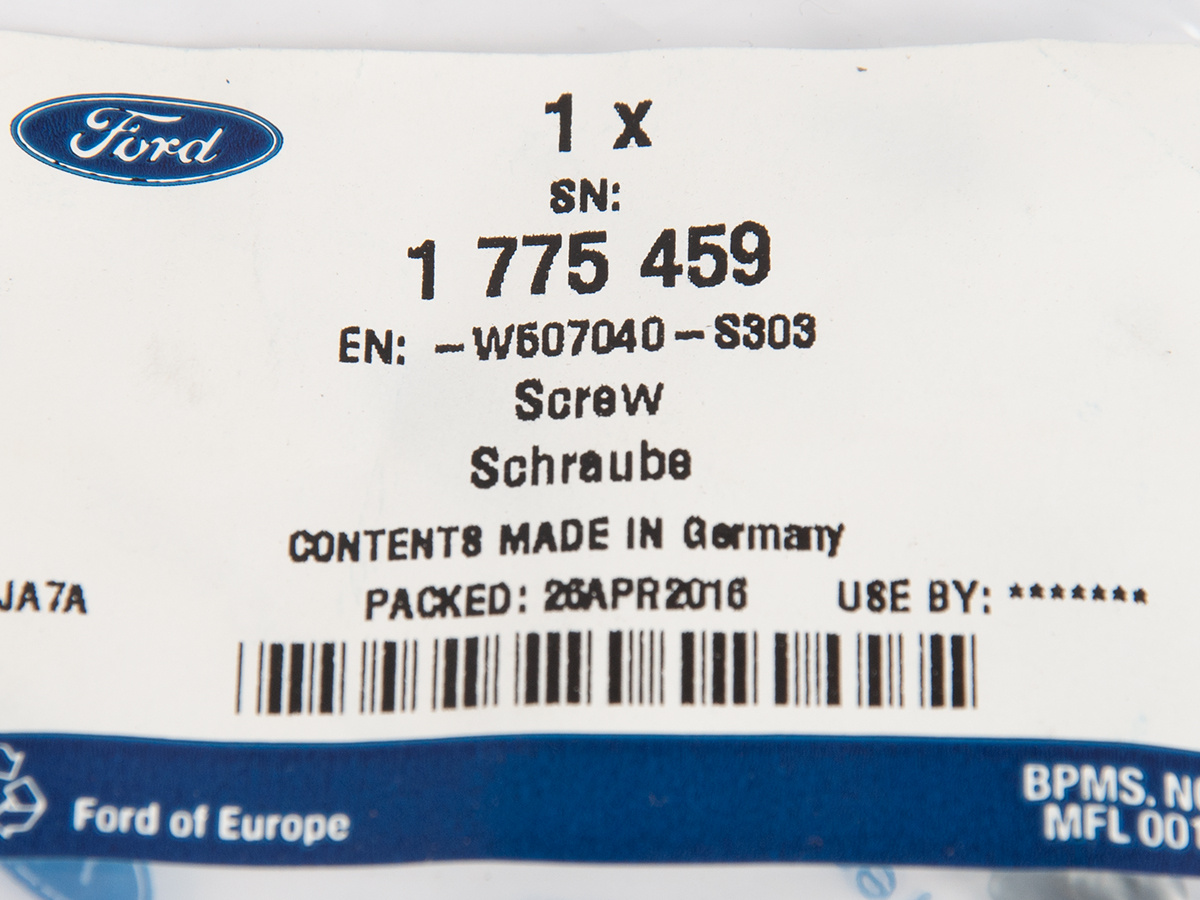 Ford
1 x
SN:
1 775 459
EN: -W507040-S303
Screw
Schraube
CONTENTS MADE IN Germany
JA7A PACKED: 26APR2016 USE BY: *******
Ford of Europe
BPMS. NO
MFL 001